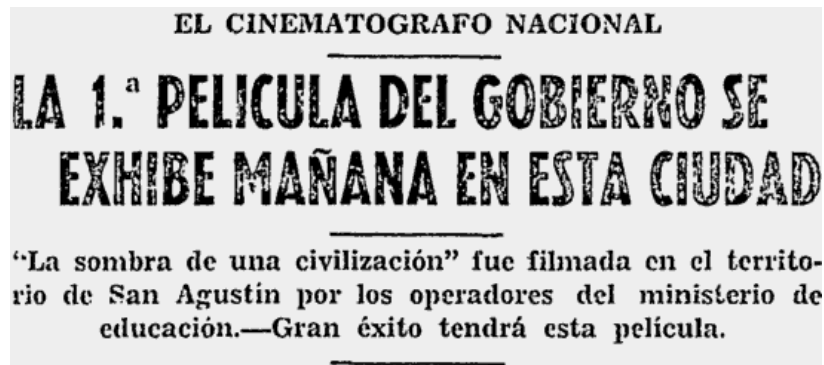 EL CINEMATOGRAFO NACIONAL
LA 1.ª PELICULA DEL GOBIERNO SE
EXHIBE MAÑANA EN ESTA CIUDAD
"La sombra de una civilización" fue filmada en el territo-
rio de San Agustín por los operadores del ministerio de
educación.—Gran éxito tendrá esta película.